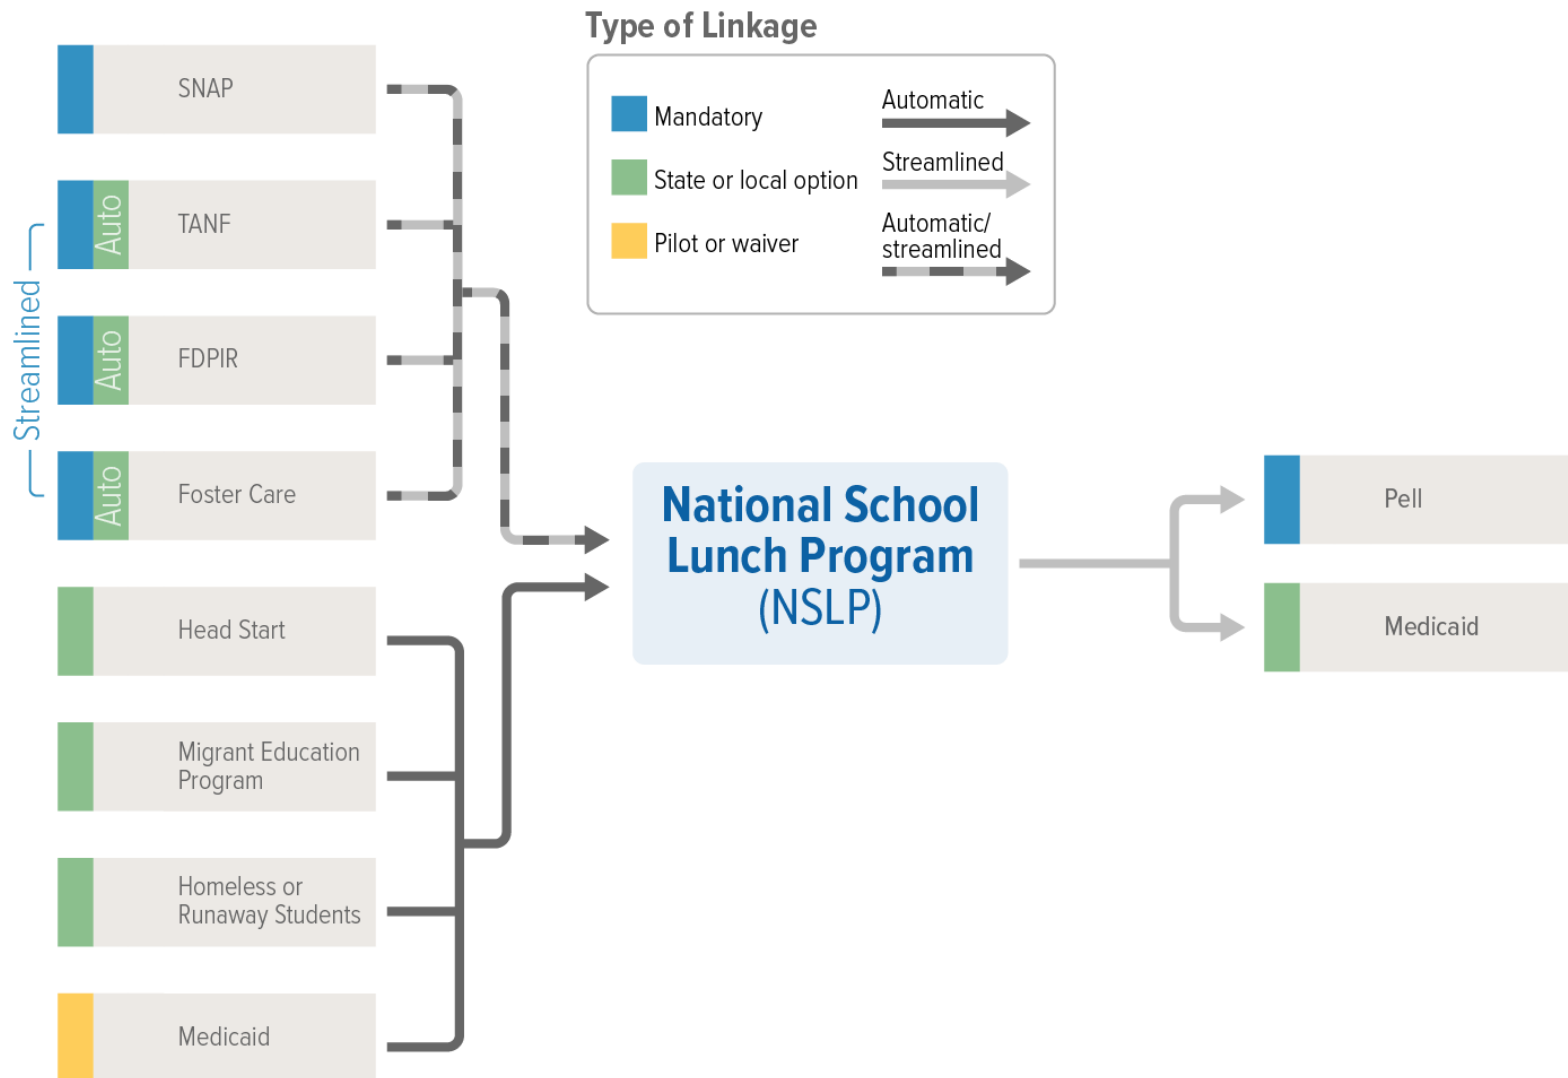 Type of Linkage
Mandatory
State or local option
Pilot or waiver
Automatic
Streamlined
Automatic/
streamlined
Streamlined
SNAP
Auto
TANF
Auto
FDPIR
Auto
Foster Care
Head Start
Migrant Education
Program
Homeless or
Runaway Students
Medicaid
National School
Lunch Program
(NSLP)
Pell
Medicaid